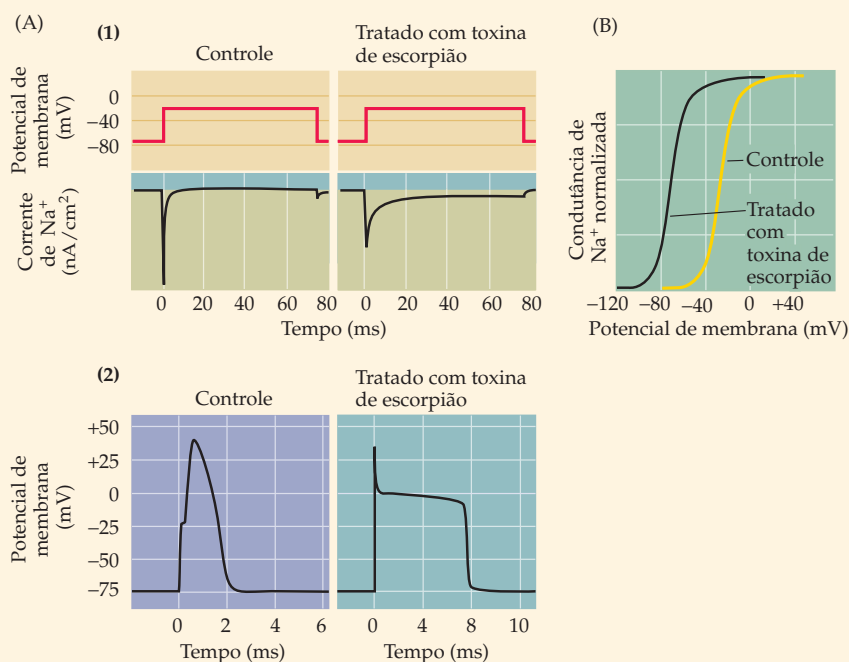 (A)
(1)
Controle
Tratado com toxina
de escorpião
Potencial de
membrana
(mV)
0
−40
−80
Corrente
de Na+
(nA/cm2)
0 20 40 60 80
0 20 40 60 80
Tempo (ms)
(B)
Condutância de
Na+ normalizada
Controle
Tratado
com
toxina de
escorpião
−120 −80 −40 0 +40
Potencial de membrana (mV)
(2)
Controle
Tratado com toxina
de escorpião
Potencial de
membrana
(mV)
+50
+25
0
−25
−50
−75
0 2 4 6
Tempo (ms)
0 4 8 10
Tempo (ms)